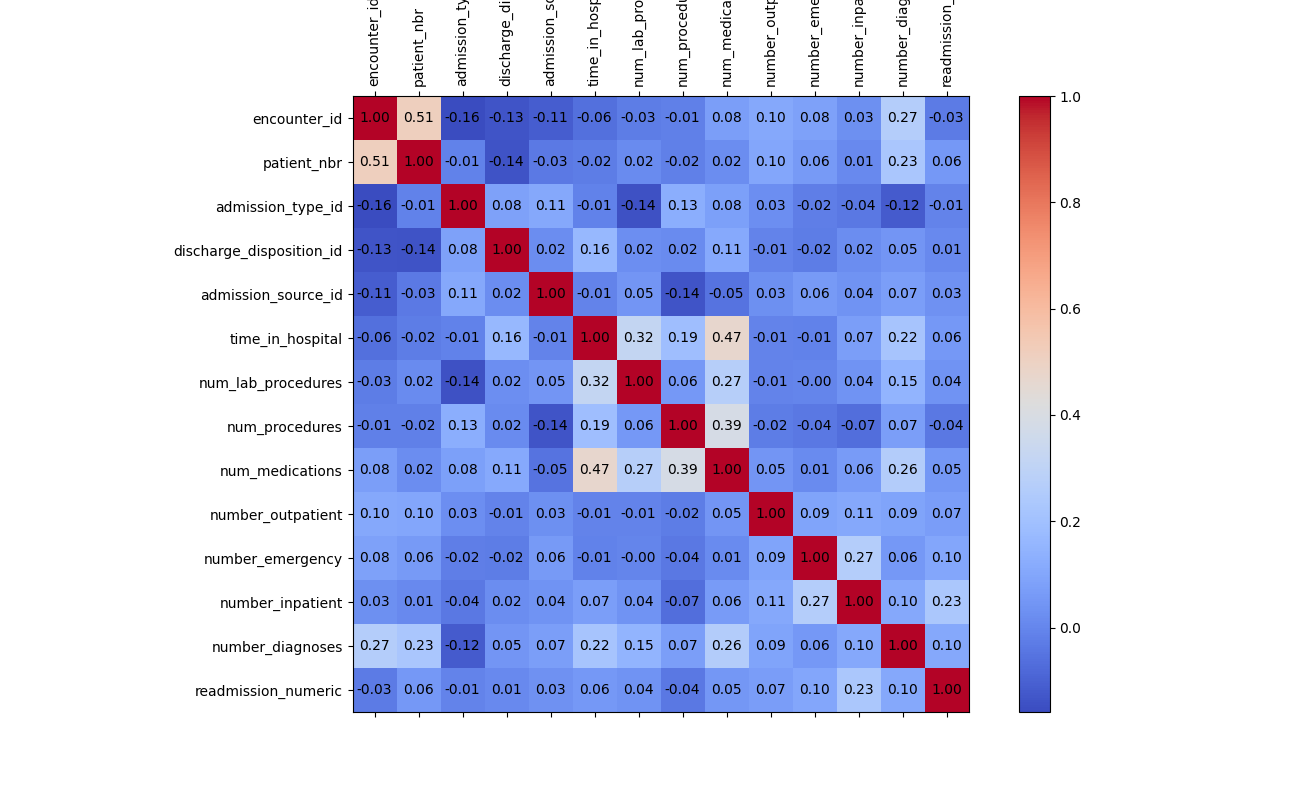 encounter_id
patient_nbr
admission_ty
discharge_di
admission_so
time_in_hosp
num_lab_pro
num_procedu
num_medica
number_outp
number_eme
number_inpa
number_diag
readmission_
encounter_id 1.00 0.51 -0.16 -0.13 -0.11 -0.06 -0.03 -0.01 0.08 0.10 0.08 0.03 0.27 -0.03 1.0
patient_nbr 0.51 1.00 -0.01 -0.14 -0.03 -0.02 0.02 -0.02 0.02 0.10 0.06 0.01 0.23 0.06
admission_type_id -0.16 -0.01 1.00 0.08 0.11 -0.01 -0.14 0.13 0.08 0.03 -0.02 -0.04 -0.12 -0.01 0.8
discharge_disposition_id -0.13 -0.14 0.08 1.00 0.02 0.16 0.02 0.02 0.11 -0.01 -0.02 0.02 0.05 0.01
admission_source_id -0.11 -0.03 0.11 0.02 1.00 -0.01 0.05 -0.14 -0.05 0.03 0.06 0.04 0.07 0.03 0.6
time_in_hospital -0.06 -0.02 -0.01 0.16 -0.01 1.00 0.32 0.19 0.47 -0.01 -0.01 0.07 0.22 0.06
num_lab_procedures -0.03 0.02 -0.14 0.02 0.05 0.32 1.00 0.06 0.27 -0.01 -0.00 0.04 0.15 0.04
num_procedures -0.01 -0.02 0.13 0.02 -0.14 0.19 0.06 1.00 0.39 -0.02 -0.04 -0.07 0.07 -0.04 0.4
num_medications 0.08 0.02 0.08 0.11 -0.05 0.47 0.27 0.39 1.00 0.05 0.01 0.06 0.26 0.05
number_outpatient 0.10 0.10 0.03 -0.01 0.03 -0.01 -0.01 -0.02 0.05 1.00 0.09 0.11 0.09 0.07 0.2
number_emergency 0.08 0.06 -0.02 -0.02 0.06 -0.01 -0.00 -0.04 0.01 0.09 1.00 0.27 0.06 0.10
number_inpatient 0.03 0.01 -0.04 0.02 0.04 0.07 0.04 -0.07 0.06 0.11 0.27 1.00 0.10 0.23 0.0
number_diagnoses 0.27 0.23 -0.12 0.05 0.07 0.22 0.15 0.07 0.26 0.09 0.06 0.10 1.00 0.10
readmission_numeric -0.03 0.06 -0.01 0.01 0.03 0.06 0.04 -0.04 0.05 0.07 0.10 0.23 0.10 1.00